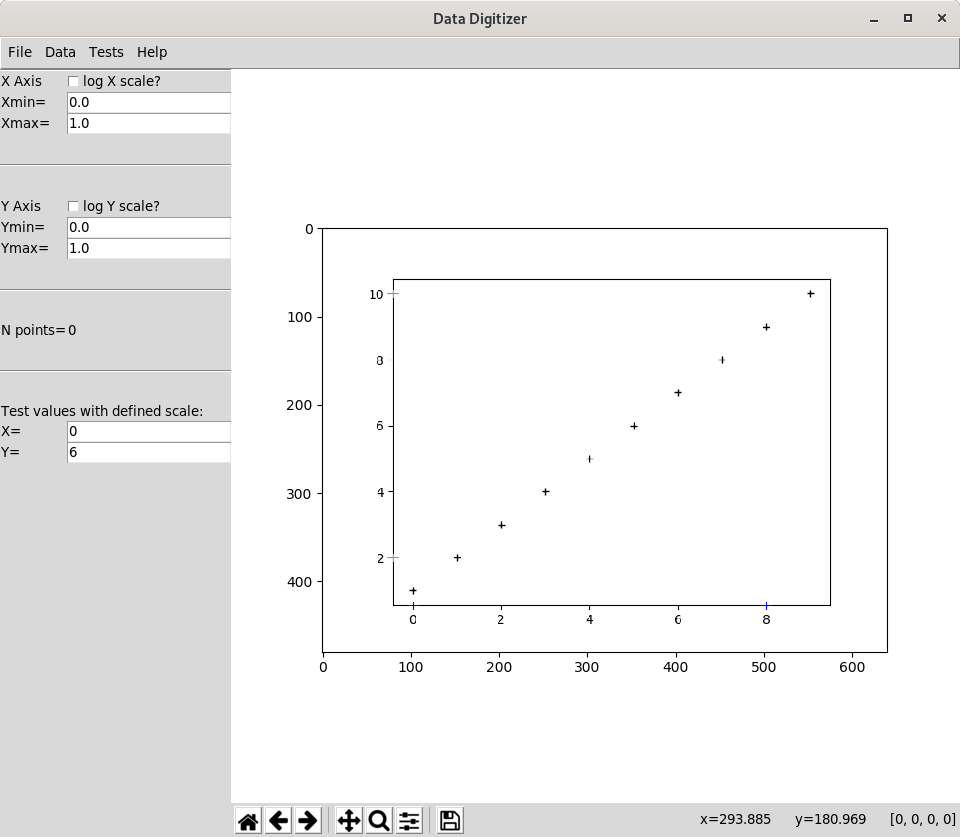 Data Digitizer
File Data Tests Help
X Axis log X scale?
Xmin= 0.0
Xmax= 1.0
Y Axis log Y scale?
Ymin= 0.0
Ymax= 1.0
N points= 0
Test values with defined scale:
X= 0
Y= 6
0
100
200
300
400
10
8
6
4
2
0 2 4 6 8
0 100 200 300 400 500 600
x=293.885 y=180.969 [0, 0, 0, 0]